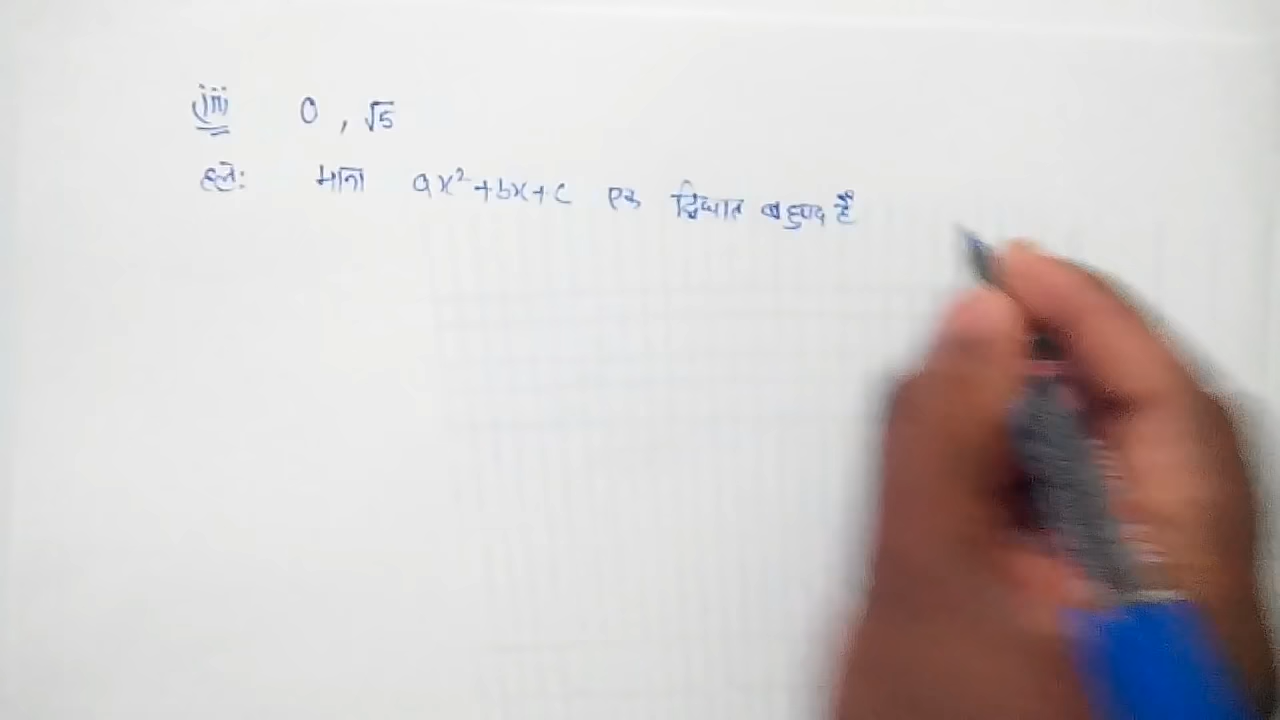 (iii) 0, √5
हल: माना ax²+bx+c एक द्विघात बहुपद है